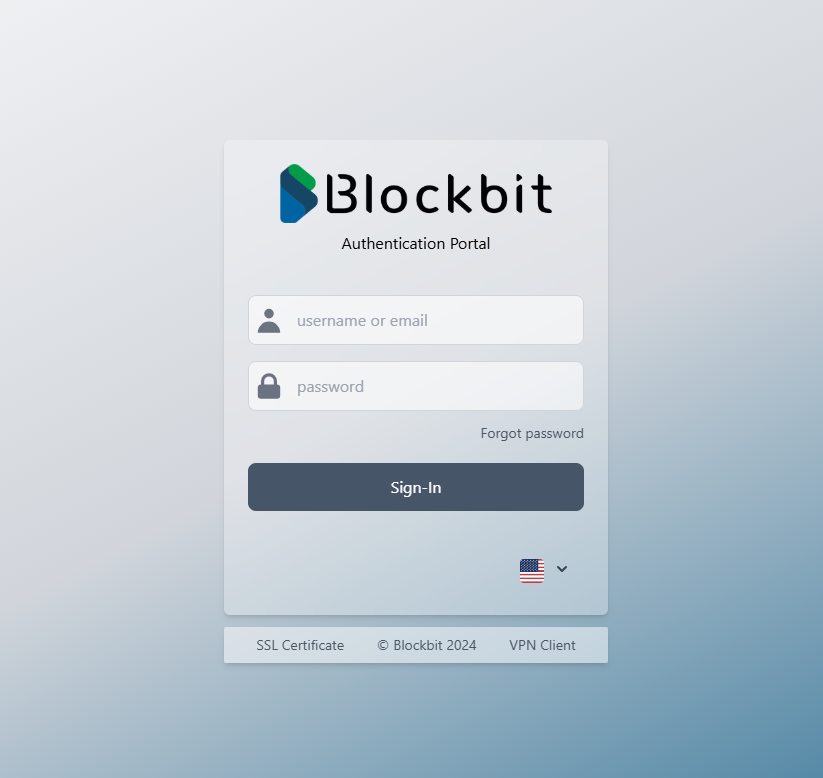 Blockbit
Authentication Portal
username or email
password
Forgot password
Sign-In
SSL Certificate © Blockbit 2024 VPN Client